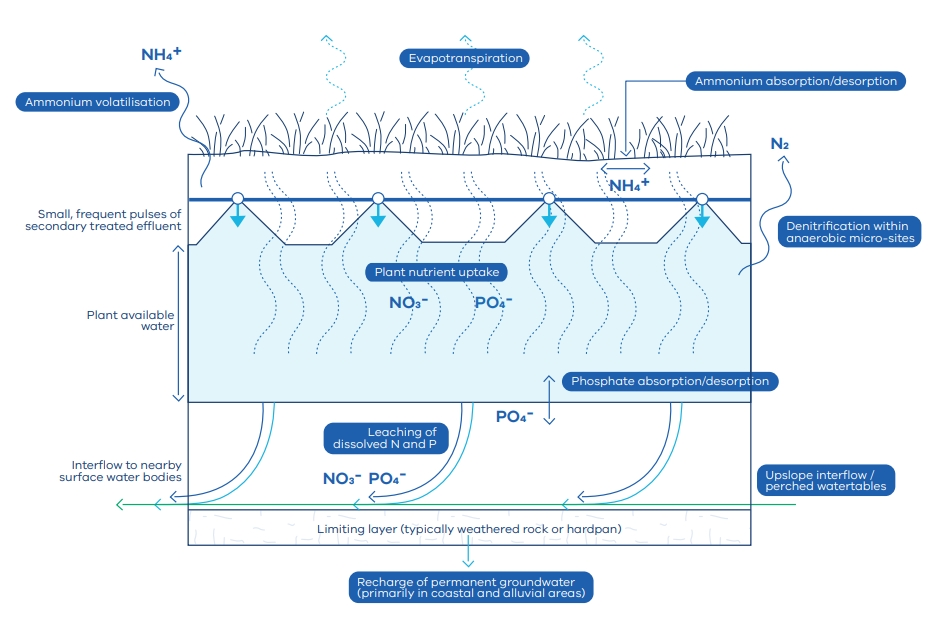 NH₄⁺
Evapotranspiration
Ammonium absorption/desorption
Ammonium volatilisation
N₂
NH₄⁺
Small, frequent pulses of
secondary treated effluent
Denitrification within
anaerobic micro-sites
Plant nutrient uptake
NO₃⁻ PO₄⁻
Plant available
water
Phosphate absorption/desorption
PO₄⁻
Leaching of
dissolved N and P
Interflow to nearby
surface water bodies
NO₃⁻ PO₄⁻
Upslope interflow /
perched watertables
Limiting layer (typically weathered rock or hardpan)
Recharge of permanent groundwater
(primarily in coastal and alluvial areas)